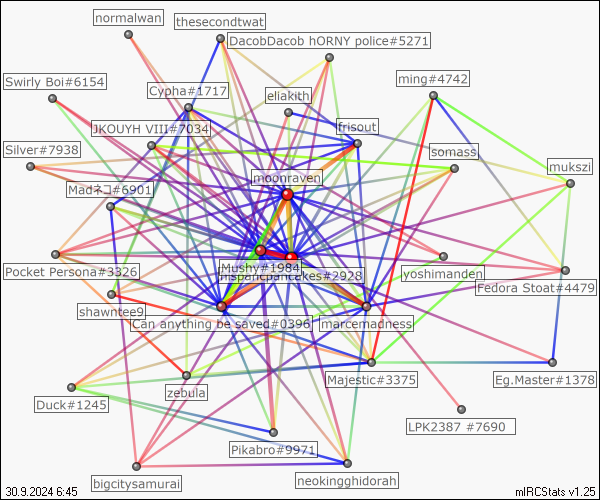 normalwan
thesecondtwat
DacobDacob hORNY police#5271
ming#4742
Swirly Boi#6154
Cypha#1717
eliakith
JKOUYH VIII#7034
frisout
Silver#7938
somass
mukszi
moonraven
Madネコ#6901
Pocket Persona#3326
Mushy#1984
pancakes#2928
yoshimanden
Fedora Stoat#4479
shawntee9
Can anything be saved#0396
marcemadness
zebula
Majestic#3375
Eg.Master#1378
Duck#1245
LPK2387 #7690
Pikabro#9971
bigcitysamurai
neokingghidorah
30.9.2024 6:45
mIRCStats v1.25